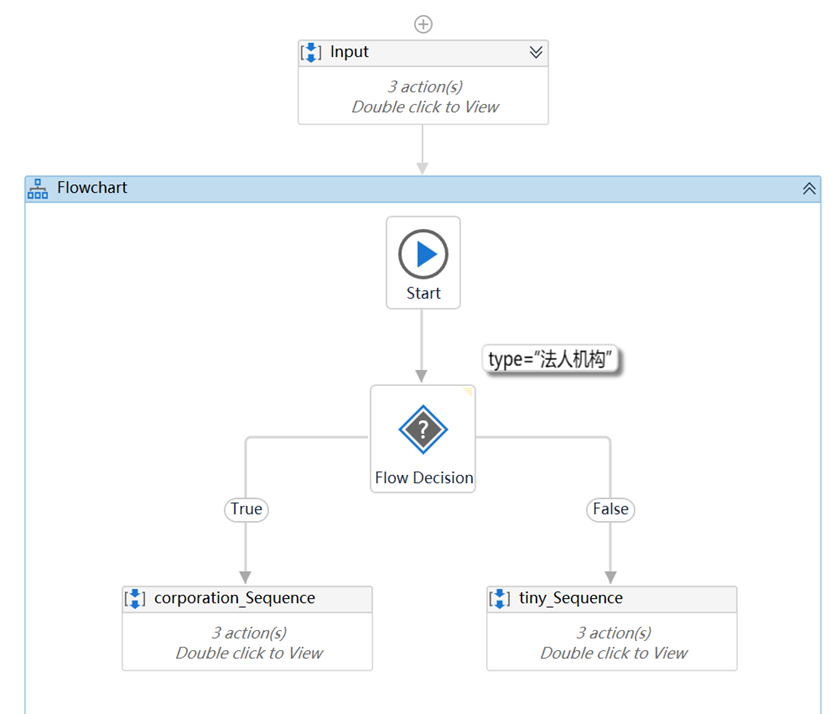 Input
3 action(s)
Double click to View
Flowchart
Start
type=“法人机构”
Flow Decision
True
False
corporation_Sequence
3 action(s)
Double click to View
tiny_Sequence
3 action(s)
Double click to View